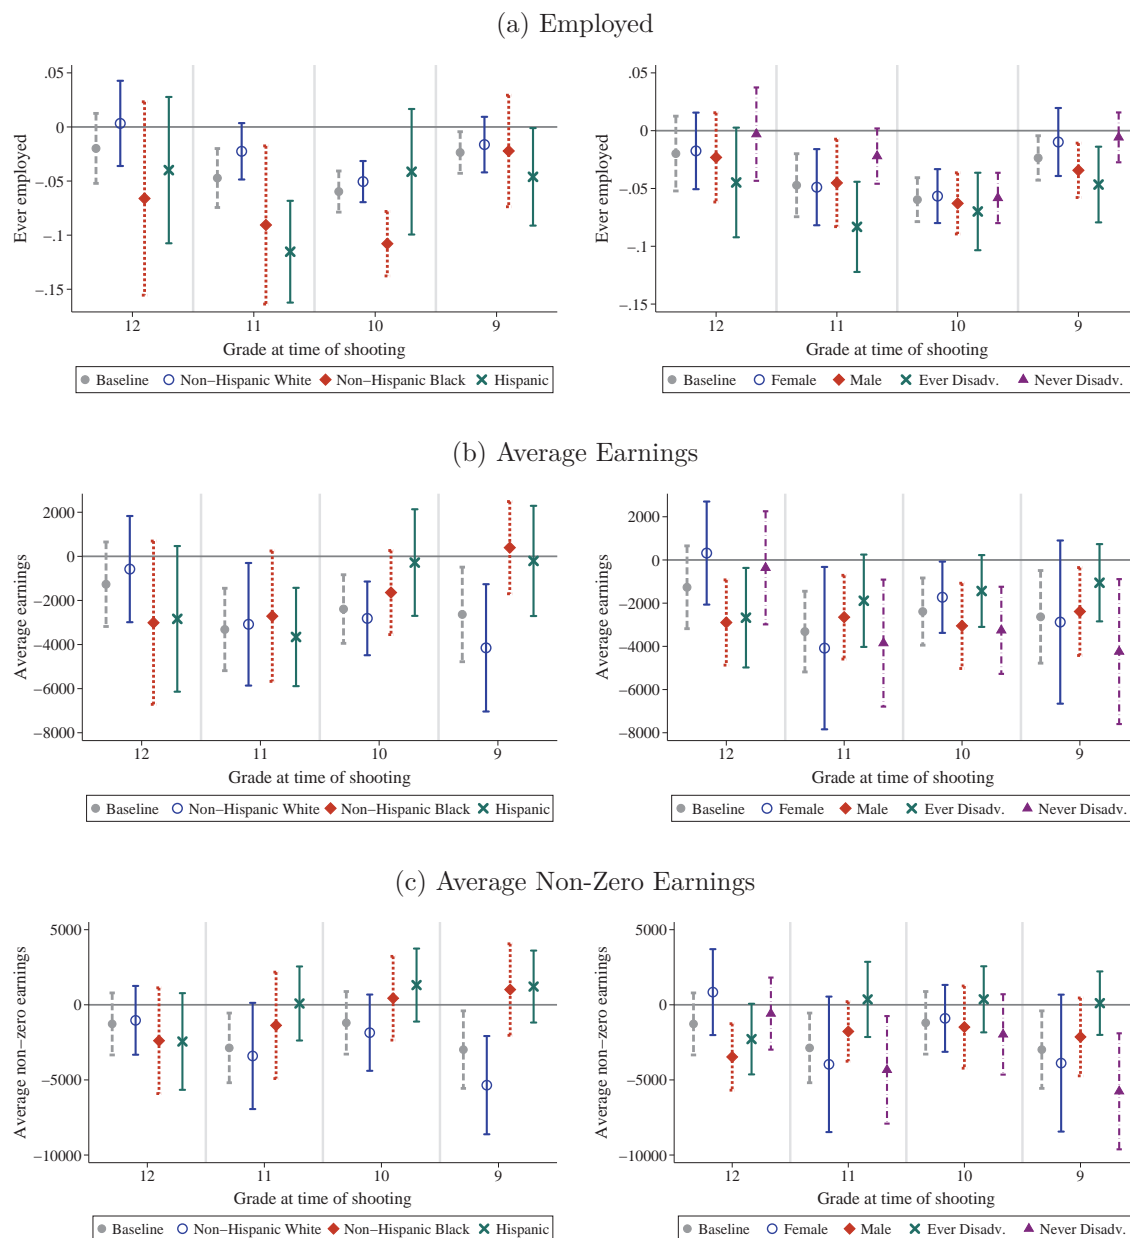 (a) Employed
.05
0
−.05
−.1
−.15
Ever employed
12 11 10 9
Grade at time of shooting
Baseline Non−Hispanic White Non−Hispanic Black Hispanic
.05
0
−.05
−.1
−.15
Ever employed
12 11 10 9
Grade at time of shooting
Baseline Female Male Ever Disadv. Never Disadv.
(b) Average Earnings
2000
0
−2000
−4000
−6000
−8000
Average earnings
12 11 10 9
Grade at time of shooting
Baseline Non−Hispanic White Non−Hispanic Black Hispanic
2000
0
−2000
−4000
−6000
−8000
Average earnings
12 11 10 9
Grade at time of shooting
Baseline Female Male Ever Disadv. Never Disadv.
(c) Average Non-Zero Earnings
5000
0
−5000
−10000
Average non−zero earnings
12 11 10 9
Grade at time of shooting
Baseline Non−Hispanic White Non−Hispanic Black Hispanic
5000
0
−5000
−10000
Average non−zero earnings
12 11 10 9
Grade at time of shooting
Baseline Female Male Ever Disadv. Never Disadv.